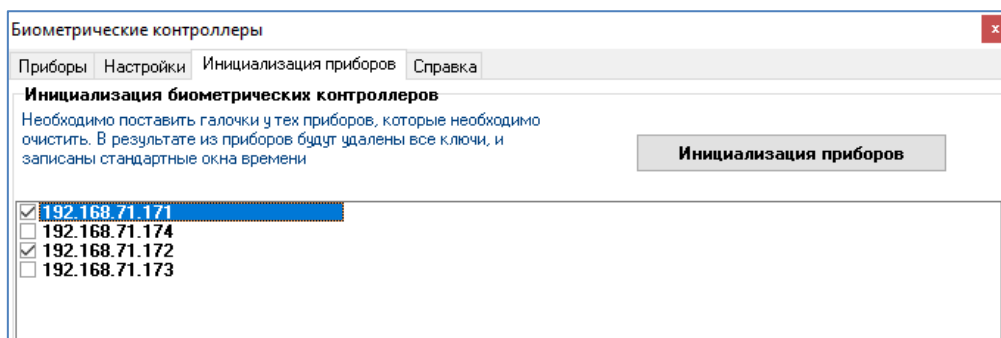 Биометрические контроллеры
x
Приборы Настройки Инициализация приборов Справка
Инициализация биометрических контроллеров
Необходимо поставить галочки у тех приборов, которые необходимо
очистить. В результате из приборов будут удалены все ключи, и
записаны стандартные окна времени
Инициализация приборов
192.168.71.171
192.168.71.174
192.168.71.172
192.168.71.173